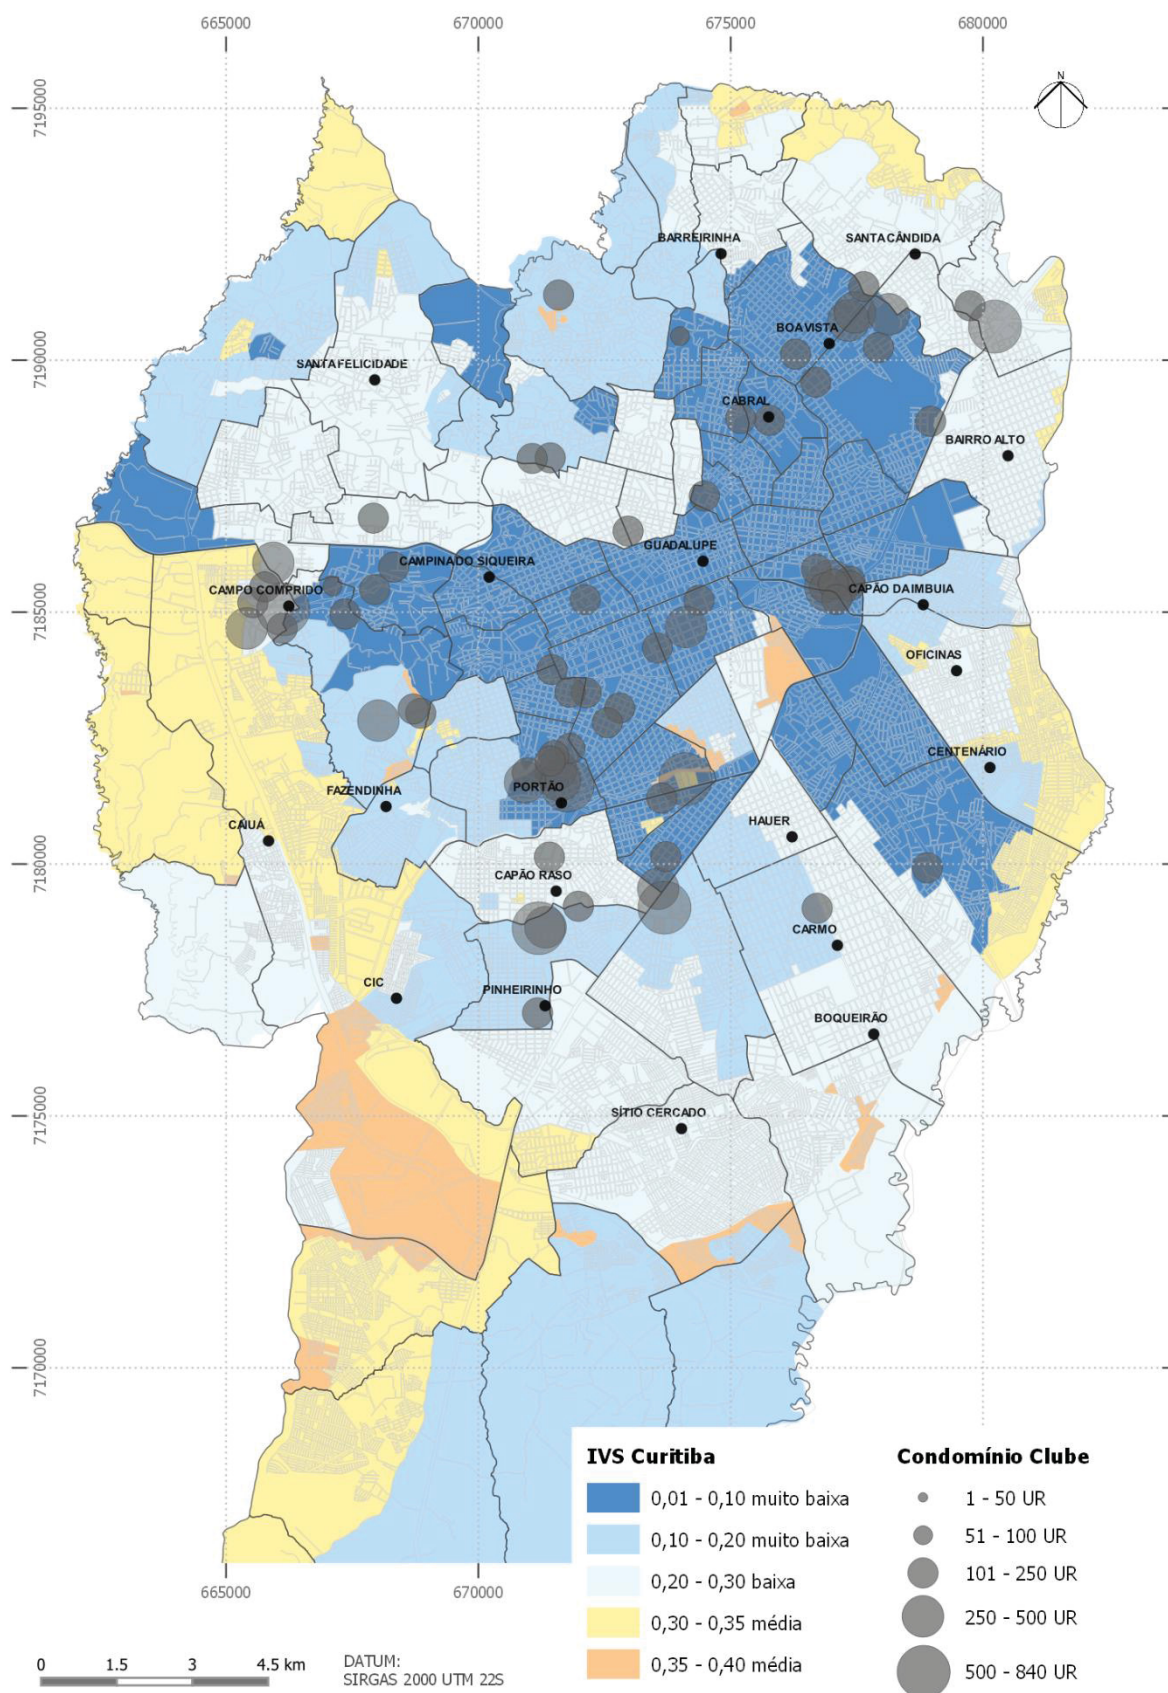 665000
670000
675000
680000
N
7195000
BARREIRINHA
SANTA CÂNDIDA
BOA VISTA
7190000
SANTA FELICIDADE
CABRAL
BAIRRO ALTO
GUADALUPE
CAMPINA DO SIQUEIRA
CAMPO COMPRIDO
CAPÃO DA IMBUIA
7185000
OFICINAS
CENTENÁRIO
FAZENDINHA
PORTÃO
CAIUÁ
HAUER
7180000
CAPÃO RASO
CARMO
CIC
PINHEIRINHO
BOQUEIRÃO
SÍTIO CERCADO
7175000
7170000
665000
670000
IVS Curitiba
0,01 - 0,10 muito baixa
0,10 - 0,20 muito baixa
0,20 - 0,30 baixa
0,30 - 0,35 média
0,35 - 0,40 média
Condomínio Clube
1 - 50 UR
51 - 100 UR
101 - 250 UR
250 - 500 UR
500 - 840 UR
0 1.5 3 4.5 km
DATUM:
SIRGAS 2000 UTM 22S